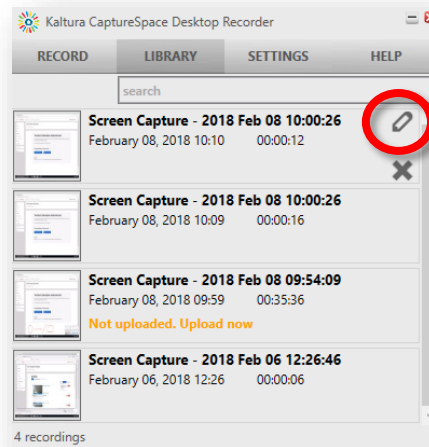 Kaltura CaptureSpace Desktop Recorder
RECORD LIBRARY SETTINGS HELP
search
Screen Capture - 2018 Feb 08 10:00:26
February 08, 2018 10:10 00:00:12
Screen Capture - 2018 Feb 08 10:00:26
February 08, 2018 10:09 00:00:16
Screen Capture - 2018 Feb 08 09:54:09
February 08, 2018 09:59 00:35:36
Not uploaded. Upload now
Screen Capture - 2018 Feb 06 12:26:46
February 06, 2018 12:26 00:00:06
4 recordings